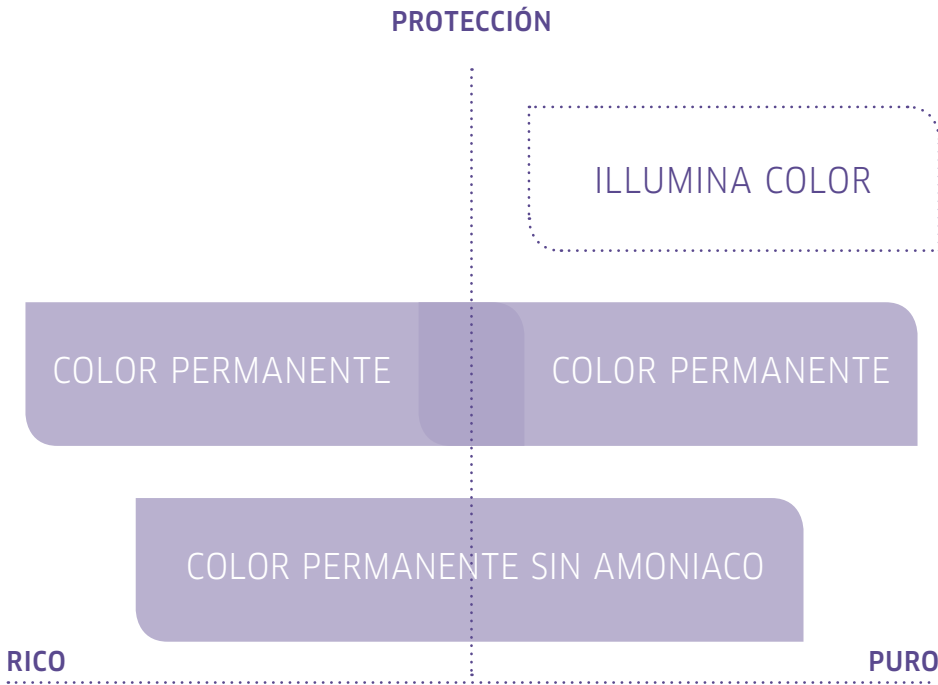 PROTECCIÓN
ILLUMINA COLOR
COLOR PERMANENTE
COLOR PERMANENTE
COLOR PERMANENTE SIN AMONIACO
RICO
PURO